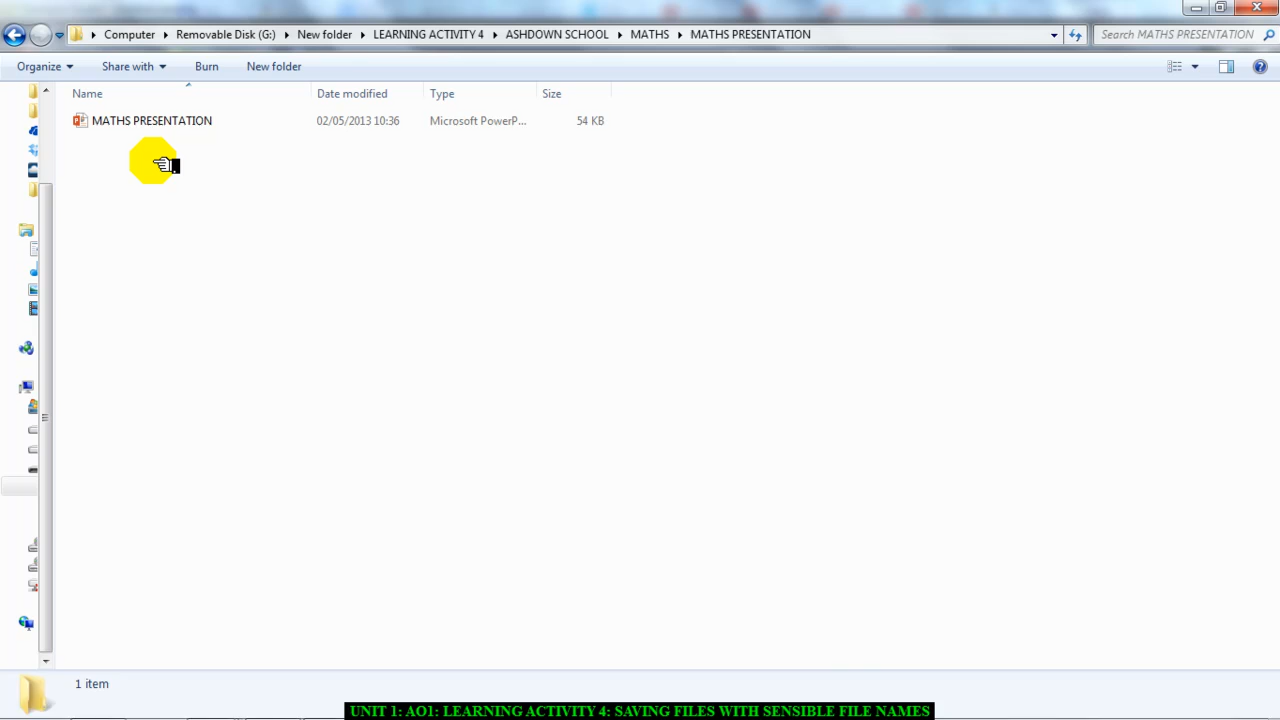 Computer Removable Disk (G:) New folder LEARNING ACTIVITY 4 ASHDOWN SCHOOL MATHS MATHS PRESENTATION Search MATHS PRESENTATION
Organize Share with Burn New folder
Name Date modified Type Size
MATHS PRESENTATION 02/05/2013 10:36 Microsoft PowerP... 54 KB
1 item
UNIT 1: AO1: LEARNING ACTIVITY 4: SAVING FILES WITH SENSIBLE FILE NAMES